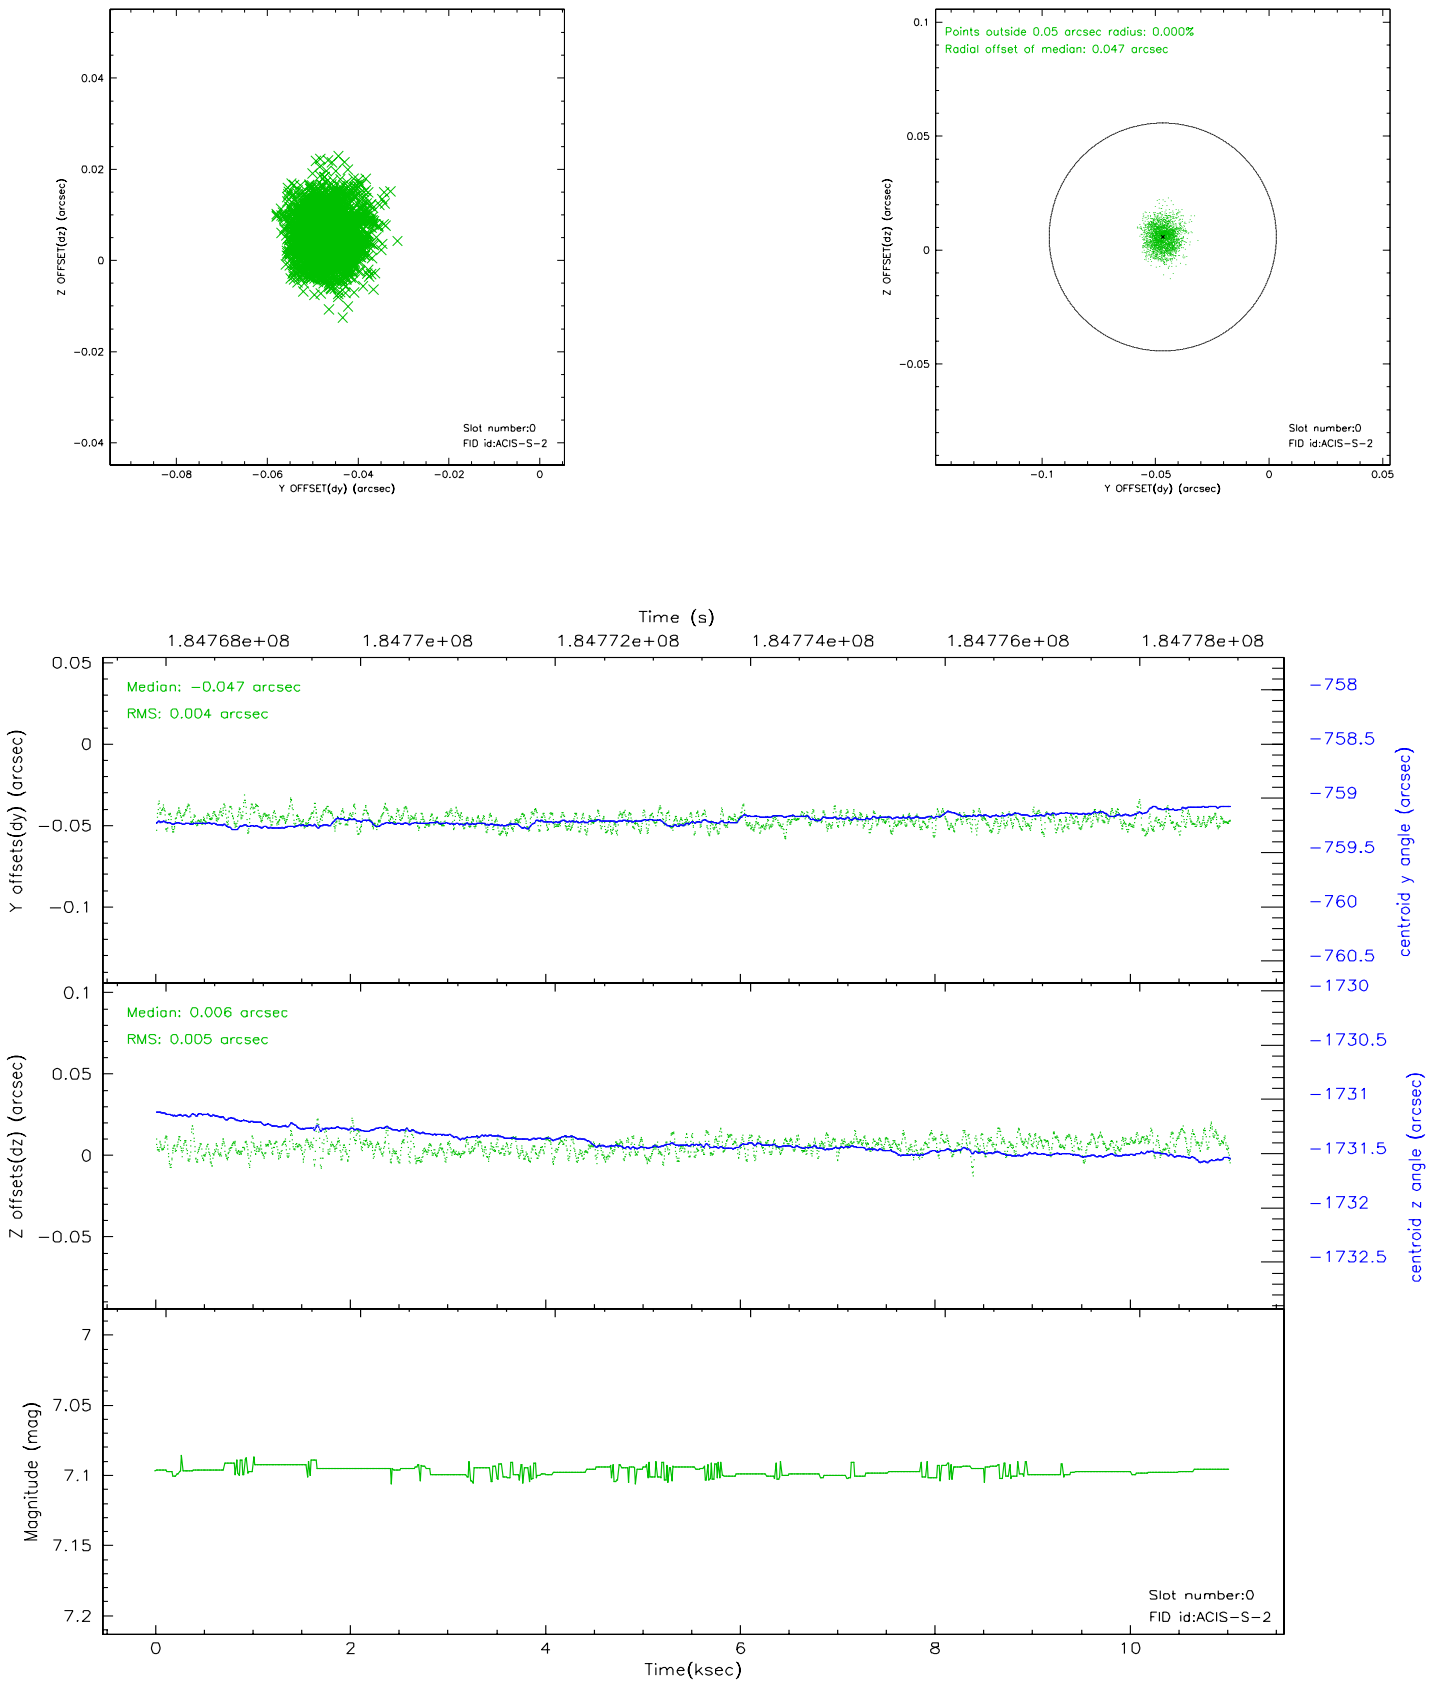 0.04
0.02
0
−0.02
−0.04
Z OFFSET(dz) (arcsec)
Slot number:0
FID id:ACIS−S−2
−0.08
−0.06
−0.04
−0.02
0
Y OFFSET(dy) (arcsec)
Points outside 0.05 arcsec radius: 0.000%
Radial offset of median: 0.047 arcsec
0.1
0.05
0
−0.05
Z OFFSET(dz) (arcsec)
Slot number:0
FID id:ACIS−S−2
−0.1
−0.05
0
0.05
Y OFFSET(dy) (arcsec)
Time (s)
1.84768e+08
1.8477e+08
1.84772e+08
1.84774e+08
1.84776e+08
1.84778e+08
Median: −0.047 arcsec
RMS: 0.004 arcsec
0.05
0
−0.05
−0.1
Y offsets(dy) (arcsec)
−758
−758.5
−759
−759.5
−760
−760.5
centroid y angle (arcsec)
Median: 0.006 arcsec
RMS: 0.005 arcsec
0.1
0.05
0
−0.05
Z offsets(dz) (arcsec)
−1730
−1730.5
−1731
−1731.5
−1732
−1732.5
centroid z angle (arcsec)
7
7.05
7.1
7.15
7.2
Magnitude (mag)
Slot number:0
FID id:ACIS−S−2
0
2
4
6
8
10
Time(ksec)